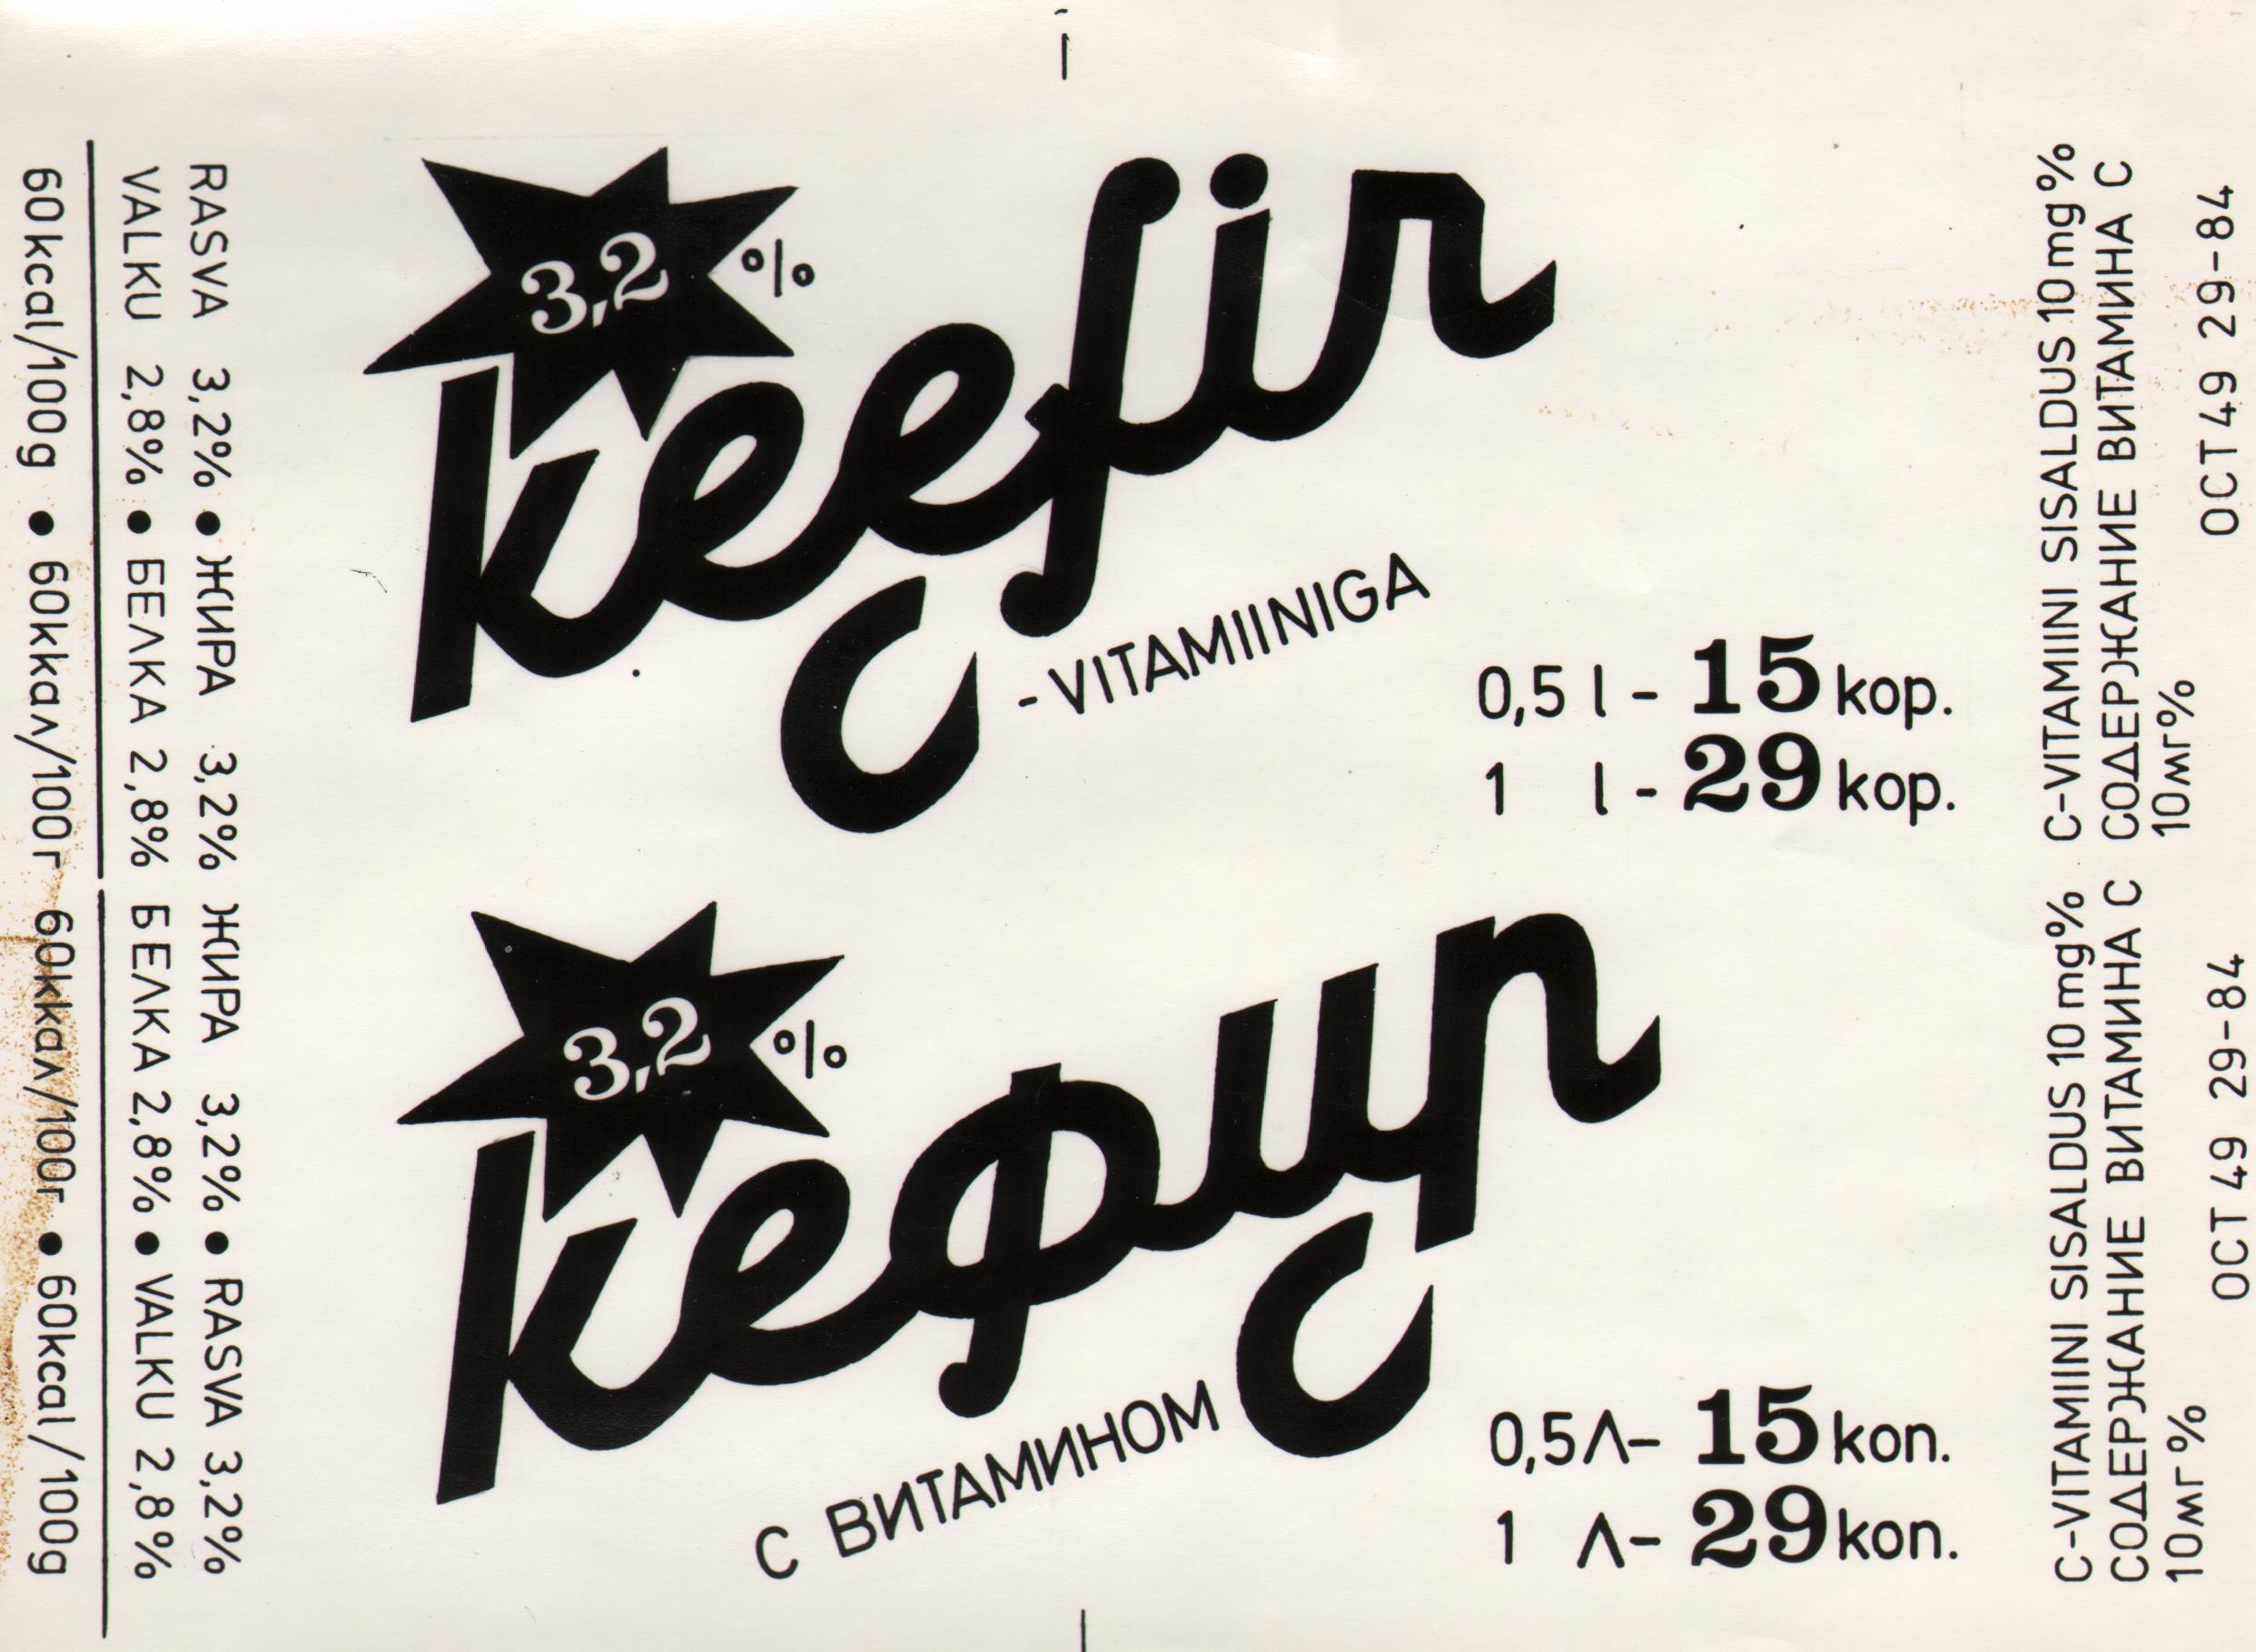 60kcal/100g • 60ккал/100г 60ккал/100г • 60kcal/100g
VALKU 2,8% • БЕЛКА 2,8% БЕЛКА 2,8% • VALKU 2,8%
RASVA 3,2% • ЖИРА 3,2% ЖИРА 3,2% • RASVA 3,2%
3,2 %
keefir
C-VITAMIINIGA
0,5 l - 15 kop.
1 l - 29 kop.
3,2 %
кефир
С ВИТАМИНОМ С
0,5 л - 15 коп.
1 л - 29 коп.
C-VITAMIINI SISALDUS 10 mg%
СОДЕРЖАНИЕ ВИТАМИНА С
10мг%
ОСТ 49 29-84
C-VITAMIINI SISALDUS 10 mg%
СОДЕРЖАНИЕ ВИТАМИНА С
10мг%
ОСТ 49 29-84